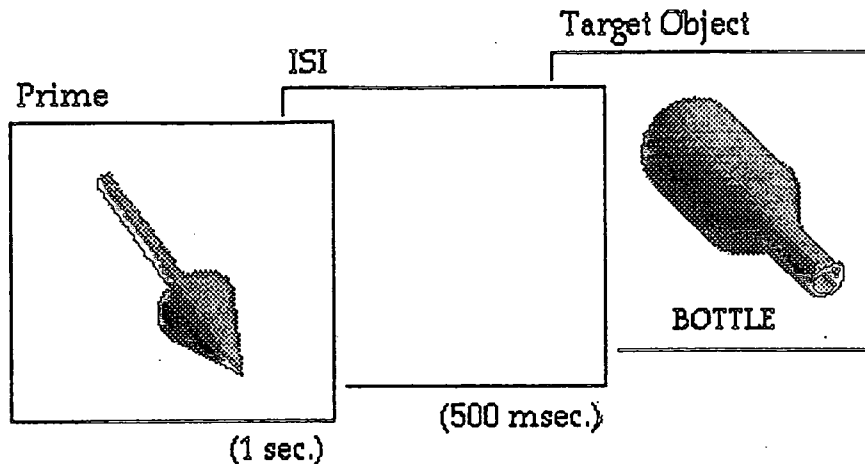 Prime
(1 sec.)
ISI
(500 msec.)
Target Object
BOTTLE